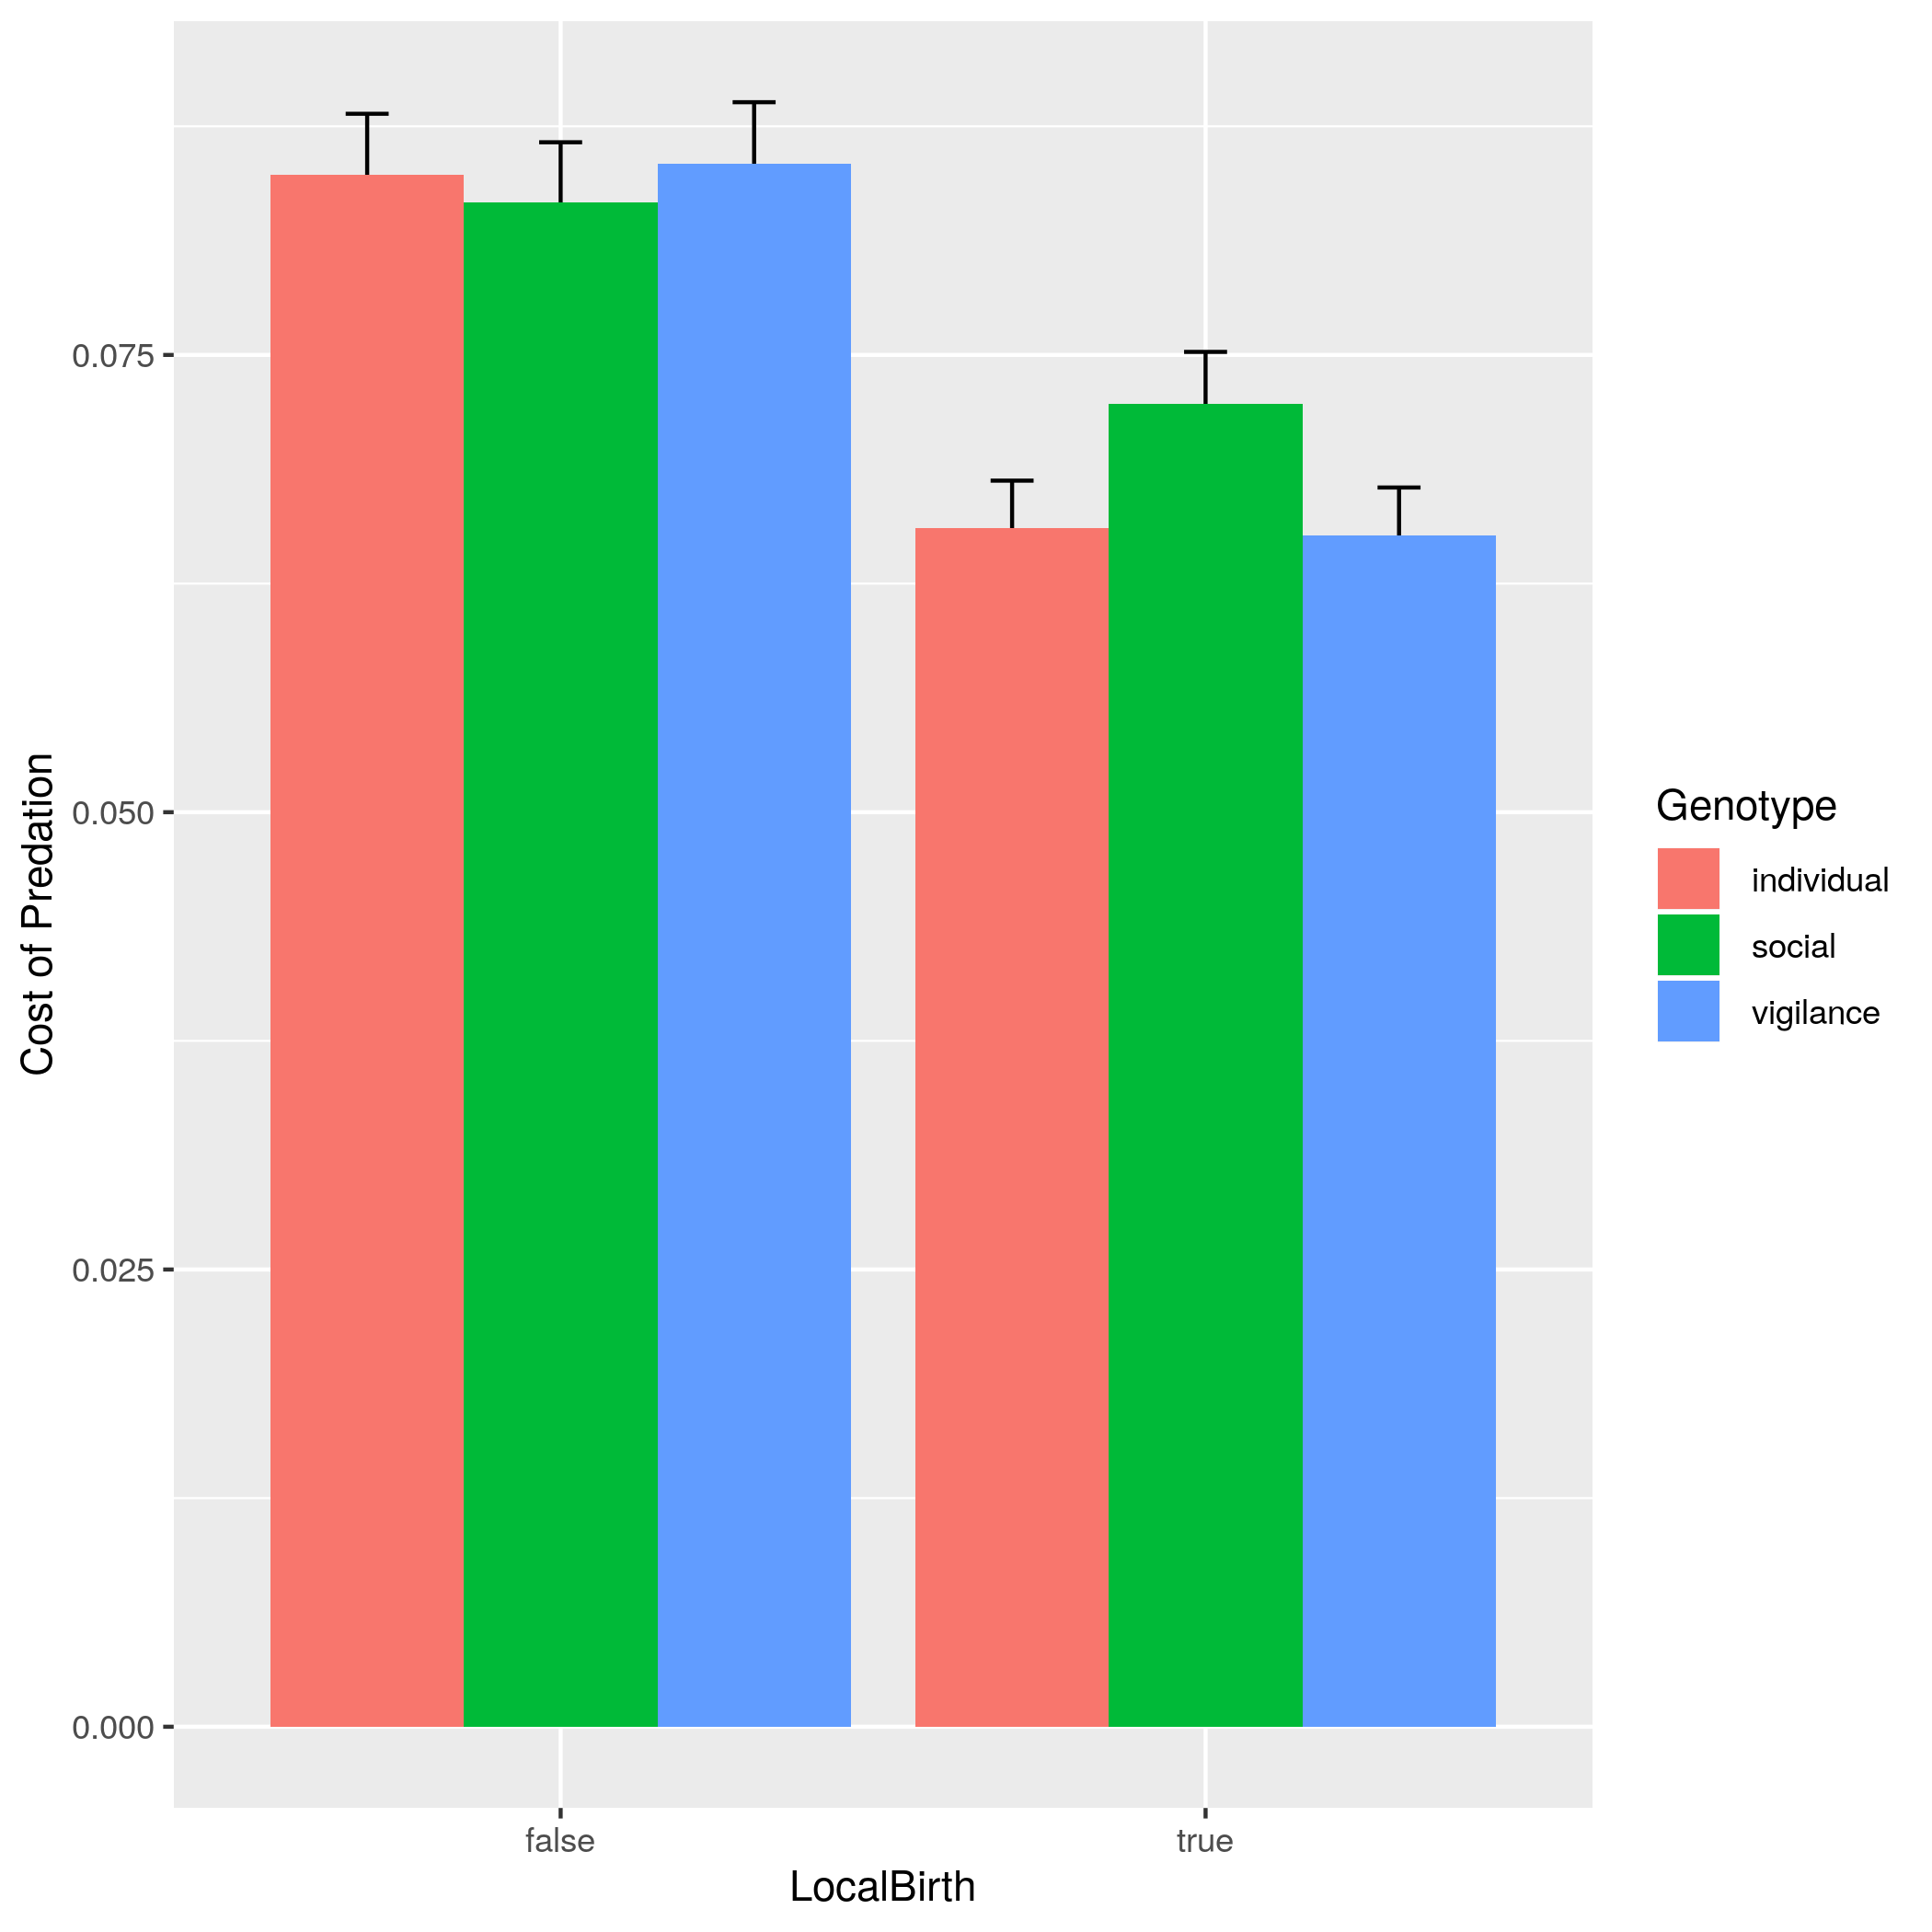 Cost of Predation
0.075
0.050
0.025
0.000
false
true
LocalBirth
Genotype
individual
social
vigilance